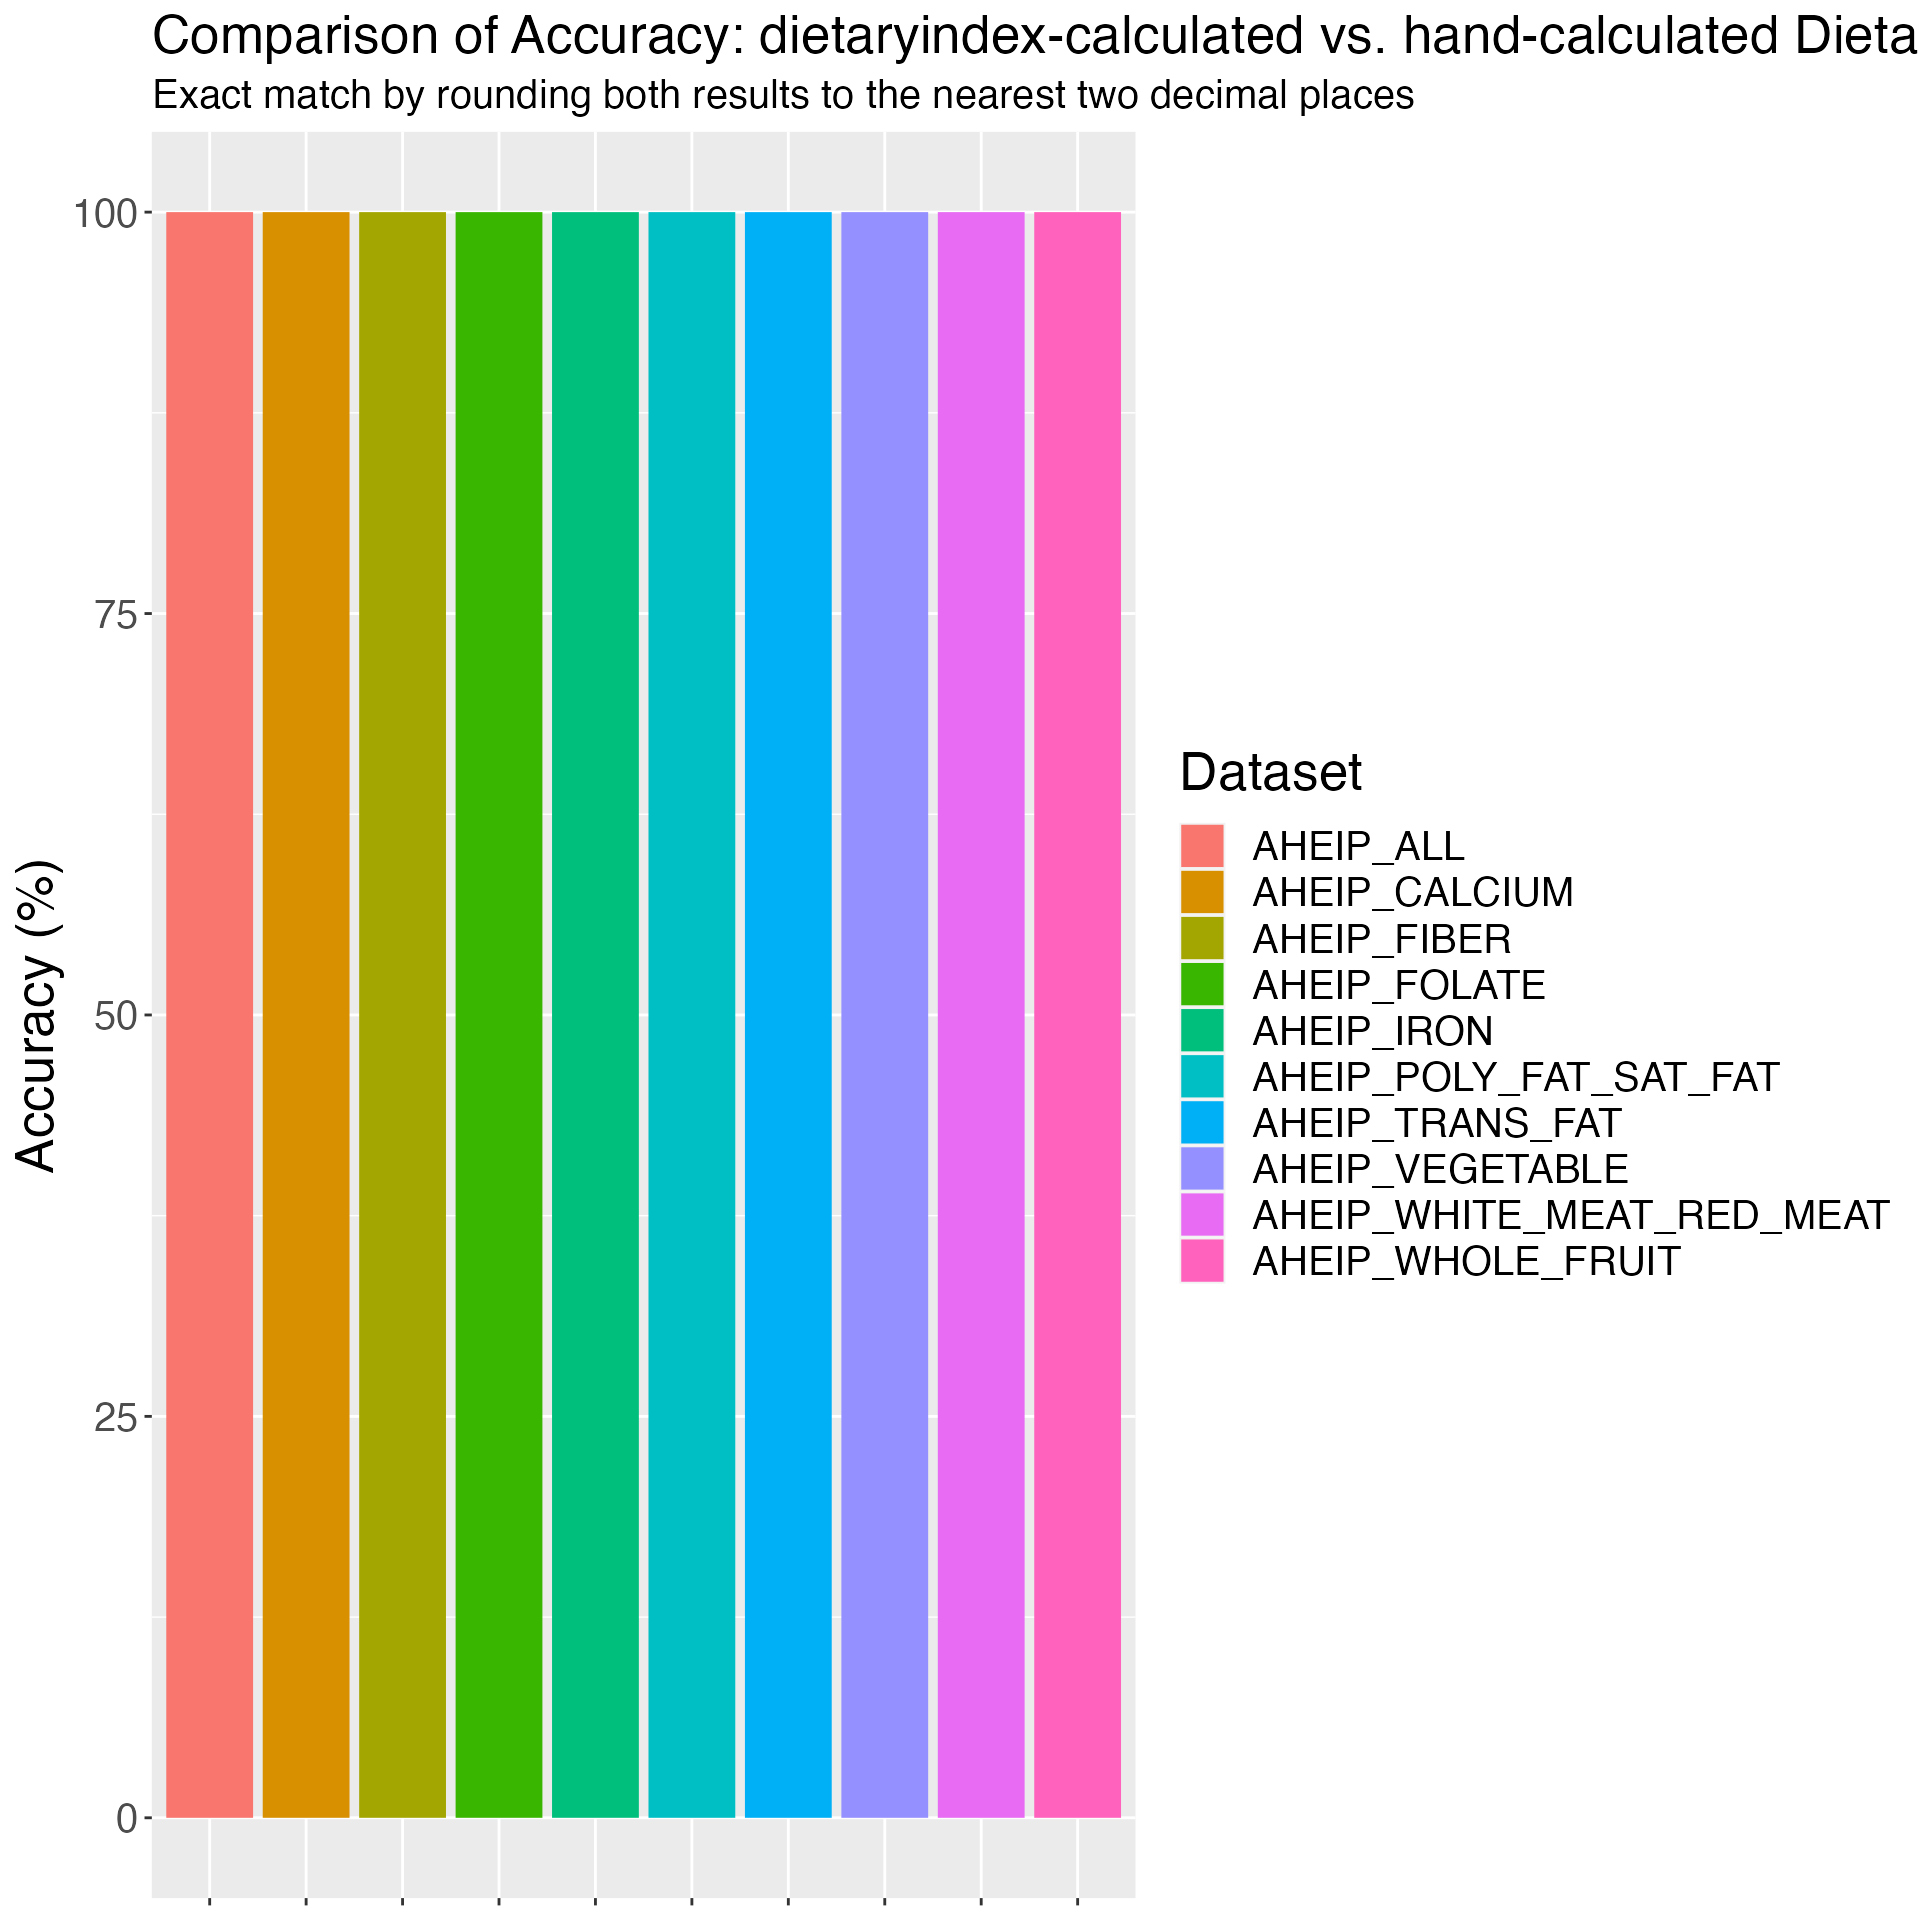 Comparison of Accuracy: dietaryindex-calculated vs. hand-calculated Dieta
Exact match by rounding both results to the nearest two decimal places
100
75
50
25
0
Accuracy (%)
Dataset
AHEIP_ALL
AHEIP_CALCIUM
AHEIP_FIBER
AHEIP_FOLATE
AHEIP_IRON
AHEIP_POLY_FAT_SAT_FAT
AHEIP_TRANS_FAT
AHEIP_VEGETABLE
AHEIP_WHITE_MEAT_RED_MEAT
AHEIP_WHOLE_FRUIT